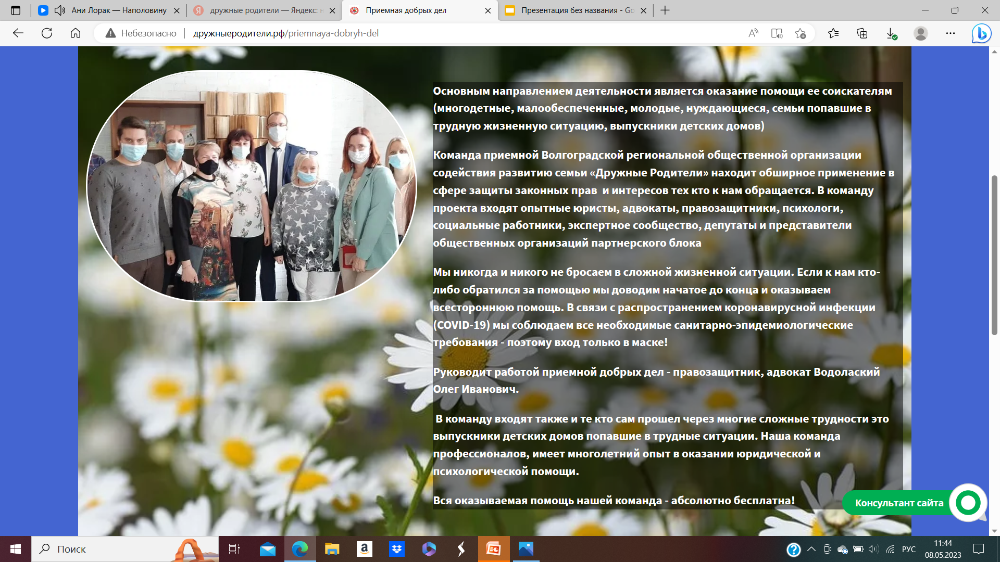 Ани Лорак — Наполовину
дружные родители — Яндекс:
Приемная добрых дел
Презентация без названия - Go
Небезопасно
дружныеродители.рф/priemnaya-dobryh-del
Основным направлением деятельности является оказание помощи ее соискателям
(многодетные, малообеспеченные, молодые, нуждающиеся, семьи попавшие в
трудную жизненную ситуацию, выпускники детских домов)
Команда приемной Волгоградской региональной общественной организации
содействия развитию семьи «Дружные Родители» находит обширное применение в
сфере защиты законных прав и интересов тех кто к нам обращается. В команду
проекта входят опытные юристы, адвокаты, правозащитники, психологи,
социальные работники, экспертное сообщество, депутаты и представители
общественных организаций партнерского блока
Мы никогда и никого не бросаем в сложной жизненной ситуации. Если к нам кто-
либо обратился за помощью мы доводим начатое до конца и оказываем
всестороннюю помощь. В связи с распространением коронавирусной инфекции
(COVID-19) мы соблюдаем все необходимые санитарно-эпидемиологические
требования - поэтому вход только в маске!
Руководит работой приемной добрых дел - правозащитник, адвокат Водолаский
Олег Иванович.
В команду входят также и те кто сам прошел через многие сложные трудности это
выпускники детских домов попавшие в трудные ситуации. Наша команда
профессионалов, имеет многолетний опыт в оказании юридической и
психологической помощи.
Вся оказываемая помощь нашей команда - абсолютно бесплатна!
Консультант сайта
Поиск
РУС
11:44
08.05.2023